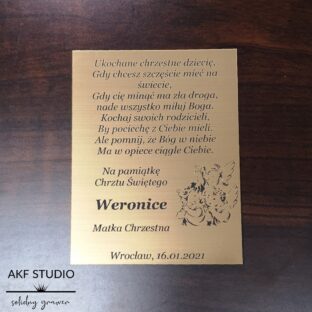 Ukochane chrzestne dziecię,
Gdy chcesz szczęście mieć na
świecie,
Gdy cię minąć ma zła droga,
nade wszystko miłuj Boga.
Kochaj swoich rodzicieli,
By pociechę z Ciebie mieli.
Ale pomnij, że Bóg w niebie
Ma w opiece ciągle Ciebie.
Na pamiątkę
Chrztu Świętego
Weronice
Matka Chrzestna
Wrocław, 16.01.2021
AKF STUDIO
solidny grawer